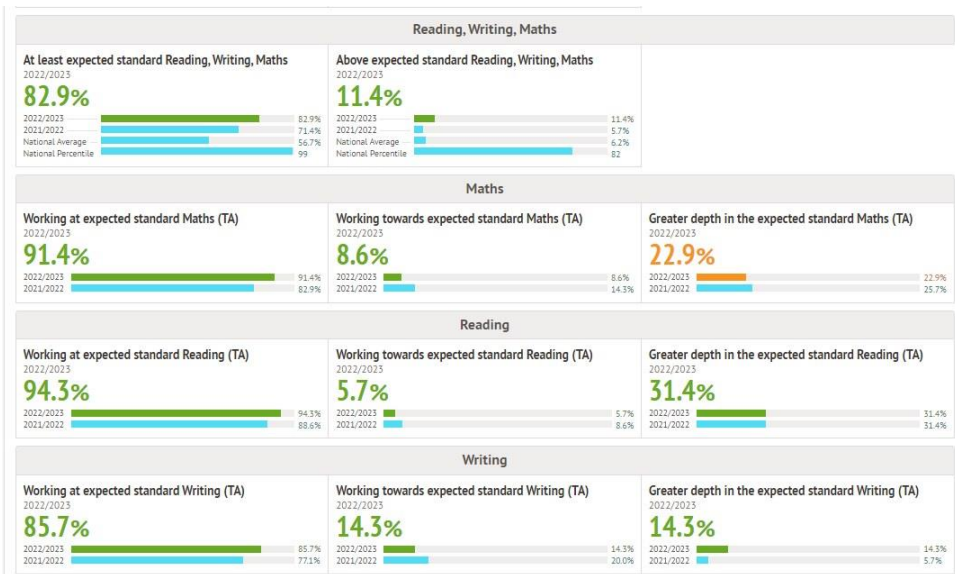 Reading, Writing, Maths
At least expected standard Reading, Writing, Maths
2022/2023
82.9%
2022/2023 82.9%
2021/2022 71.4%
National Average 56.7%
National Percentile 99
Above expected standard Reading, Writing, Maths
2022/2023
11.4%
2022/2023 11.4%
2021/2022 5.7%
National Average 6.2%
National Percentile 82
Maths
Working at expected standard Maths (TA)
2022/2023
91.4%
2022/2023 91.4%
2021/2022 82.9%
Working towards expected standard Maths (TA)
2022/2023
8.6%
2022/2023 8.6%
2021/2022 14.3%
Greater depth in the expected standard Maths (TA)
2022/2023
22.9%
2022/2023 22.9%
2021/2022 25.7%
Reading
Working at expected standard Reading (TA)
2022/2023
94.3%
2022/2023 94.3%
2021/2022 88.6%
Working towards expected standard Reading (TA)
2022/2023
5.7%
2022/2023 5.7%
2021/2022 8.6%
Greater depth in the expected standard Reading (TA)
2022/2023
31.4%
2022/2023 31.4%
2021/2022 31.4%
Writing
Working at expected standard Writing (TA)
2022/2023
85.7%
2022/2023 85.7%
2021/2022 77.1%
Working towards expected standard Writing (TA)
2022/2023
14.3%
2022/2023 14.3%
2021/2022 20.0%
Greater depth in the expected standard Writing (TA)
2022/2023
14.3%
2022/2023 14.3%
2021/2022 5.7%